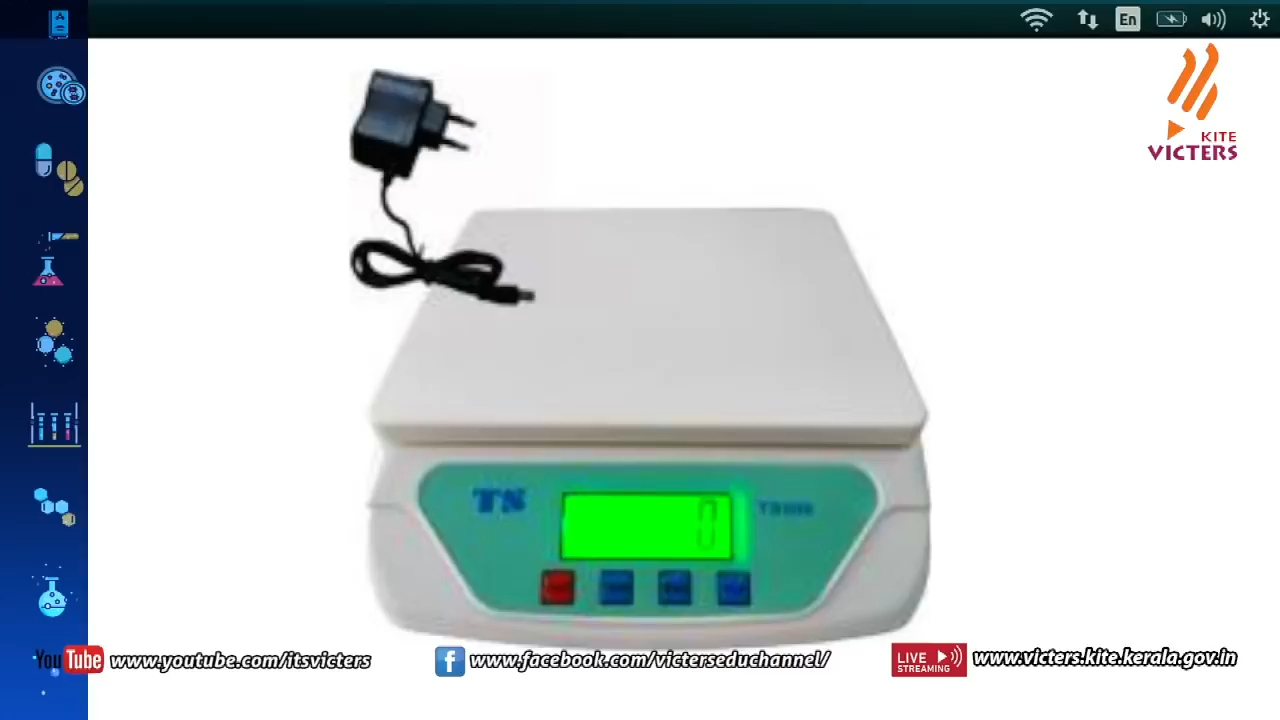 En
KITE
VICTERS
TS
0
YouTube www.youtube.com/itsvicters
f www.facebook.com/victerseduchannel/
LIVE
STREAMING
www.victers.kite.kerala.gov.in